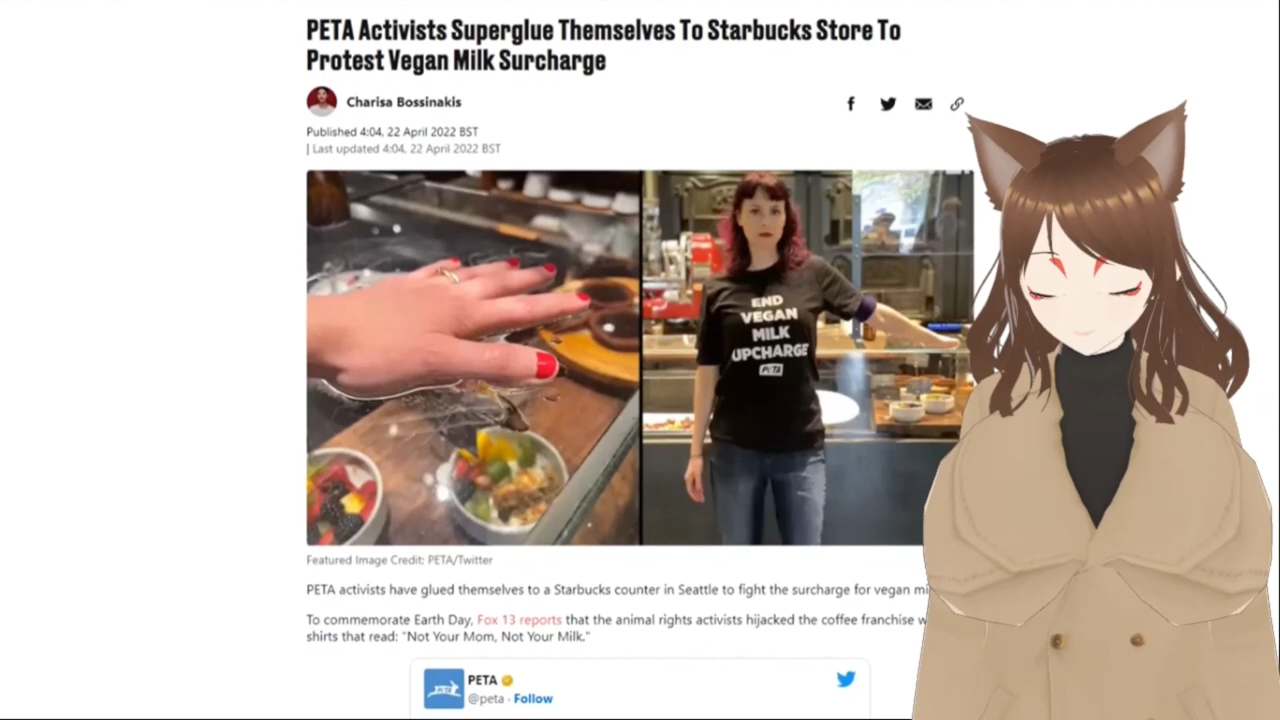 PETA Activists Superglue Themselves To Starbucks Store To
Protest Vegan Milk Surcharge
Charisa Bossinakis
Published 4:04, 22 April 2022 BST
| Last updated 4:04, 22 April 2022 BST
END
VEGAN
MILK
UPCHARGE
PETA
Featured Image Credit: PETA/Twitter
PETA activists have glued themselves to a Starbucks counter in Seattle to fight the surcharge for vegan
To commemorate Earth Day, Fox 13 reports that the animal rights activists hijacked the coffee franchise
shirts that read: "Not Your Mom, Not Your Milk."
PETA
@peta · Follow